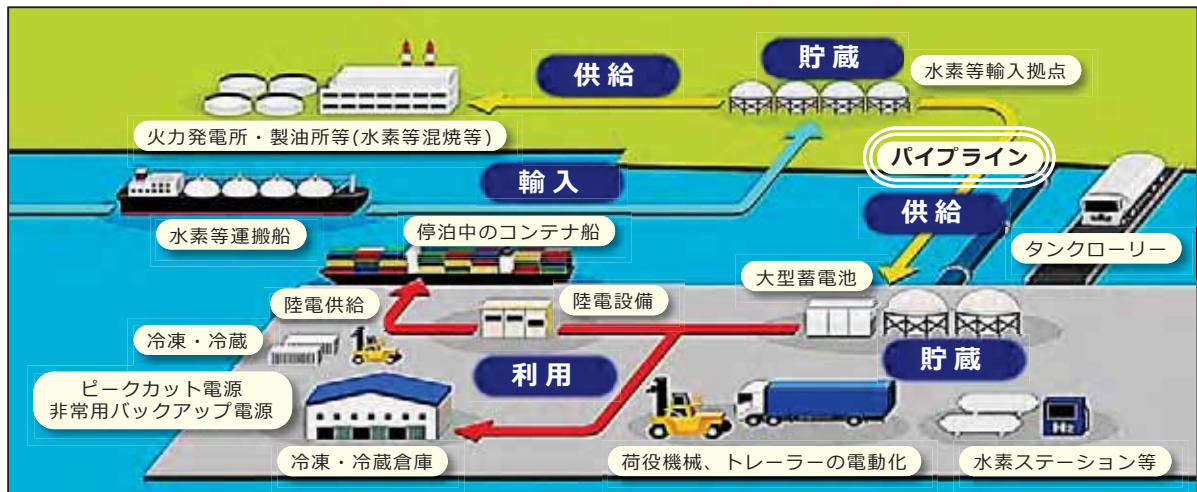 貯蔵
供給
水素等輸入拠点
火力発電所・製油所等(水素等混焼等)
パイプライン
輸入
供給
水素等運搬船
停泊中のコンテナ船
タンクローリー
大型蓄電池
陸電供給
陸電設備
冷凍・冷蔵
貯蔵
利用
ピークカット電源
非常用バックアップ電源
H2
冷凍・冷蔵倉庫
荷役機械、トレーラーの電動化
水素ステーション等